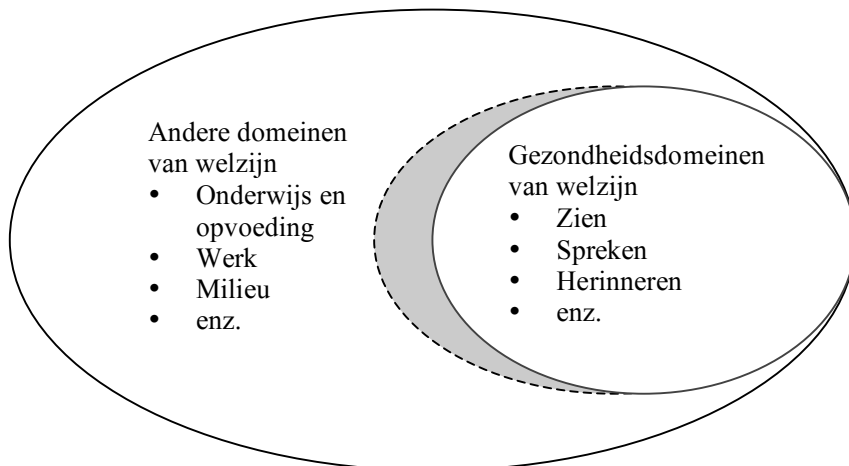 Andere domeinen
van welzijn
• Onderwijs en
opvoeding
• Werk
• Milieu
• enz.
Gezondheidsdomeinen
van welzijn
• Zien
• Spreken
• Herinneren
• enz.